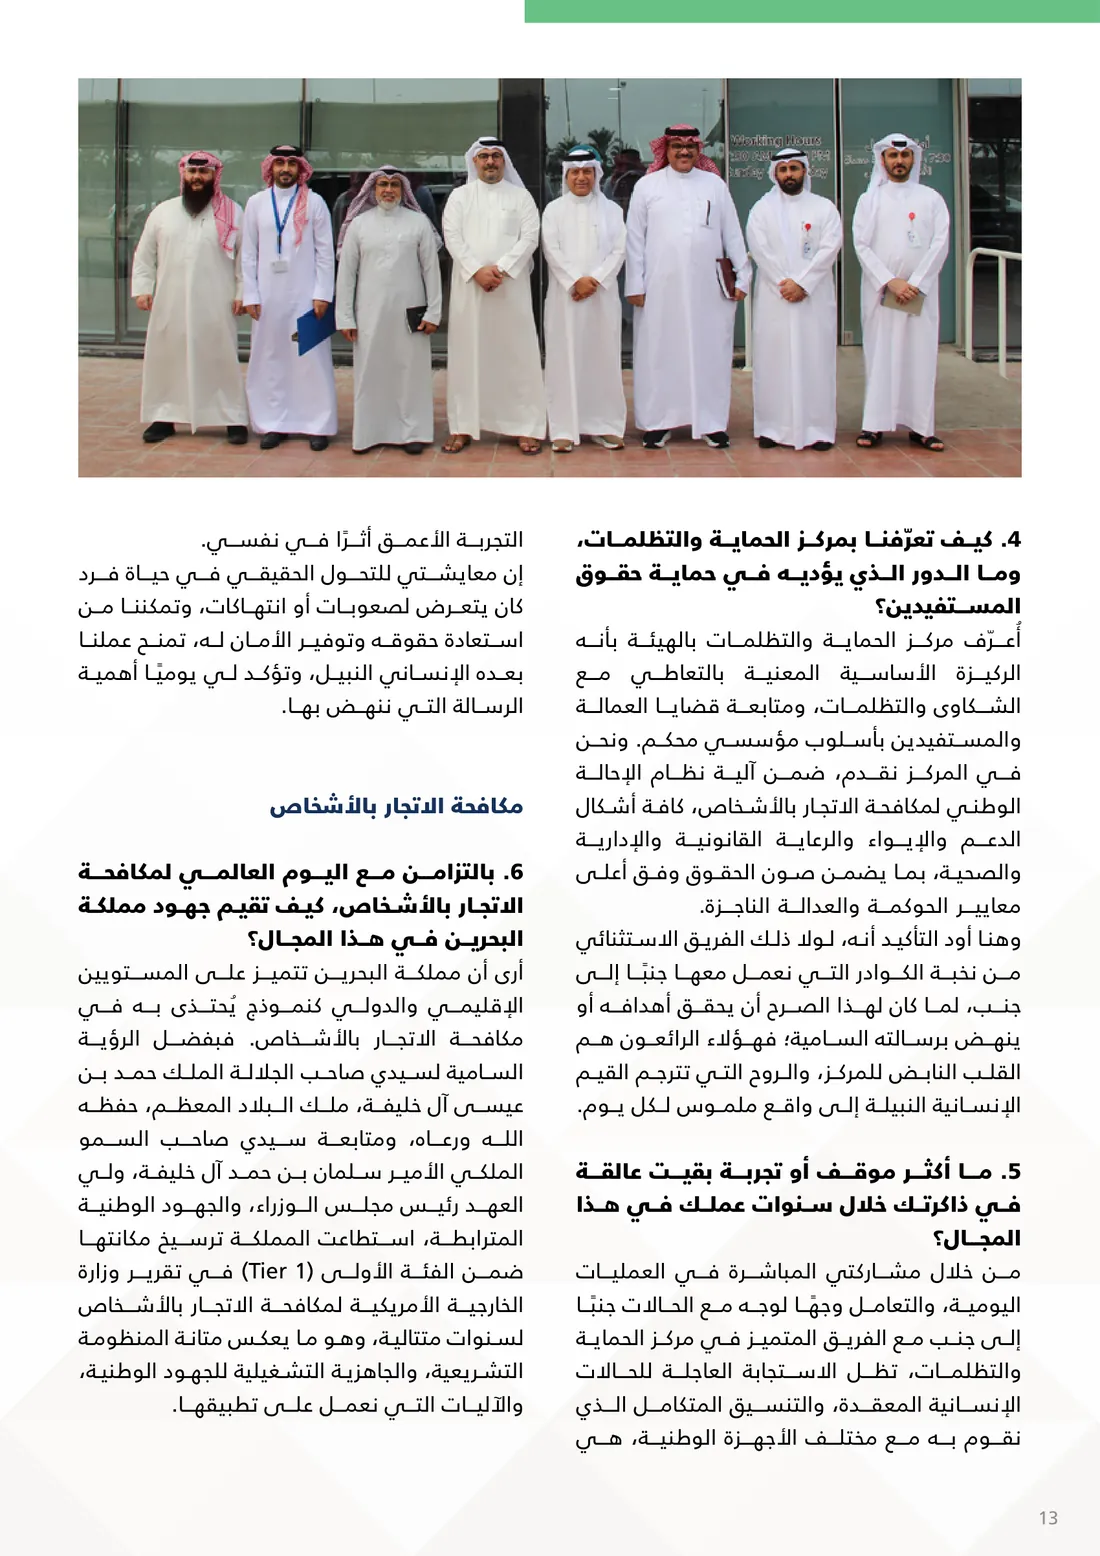 Working Hours
4. كيف تعرّفنا بمركز الحماية والتظلمات،
وما الدور الذي يؤديه في حماية حقوق
المستفيدين؟
أُعرّف مركز الحماية والتظلمات بالهيئة بأنه
الركيزة الأساسية المعنية بالتعاطي مع
الشكاوى والتظلمات، ومتابعة قضايا العمالة
والمستفيدين بأسلوب مؤسسي محكم. ونحن
في المركز نقدم، ضمن آلية نظام الإحالة
الوطني لمكافحة الاتجار بالأشخاص، كافة أشكال
الدعم والإيواء والرعاية القانونية والإدارية
والصحية، بما يضمن صون الحقوق وفق أعلى
معايير الحوكمة والعدالة الناجزة.
وهنا أود التأكيد أنه، لولا ذلك الفريق الاستثنائي
من نخبة الكوادر التي نعمل معها جنبًا إلى
جنب، لما كان لهذا الصرح أن يحقق أهدافه أو
ينهض برسالته السامية؛ فهؤلاء الرائعون هم
القلب النابض للمركز، والروح التي تترجم القيم
الإنسانية النبيلة إلى واقع ملموس لكل يوم.
5. ما أكثر موقف أو تجربة بقيت عالقة
في ذاكرتك خلال سنوات عملك في هذا
المجال؟
من خلال مشاركتي المباشرة في العمليات
اليومية، والتعامل وجهًا لوجه مع الحالات جنبًا
إلى جنب مع الفريق المتميز في مركز الحماية
والتظلمات، تظل الاستجابة العاجلة للحالات
الإنسانية المعقدة، والتنسيق المتكامل الذي
نقوم به مع مختلف الأجهزة الوطنية، هي
التجربة الأعمق أثرًا في نفسي.
إن معايشتي للتحول الحقيقي في حياة فرد
كان يتعرض لصعوبات أو انتهاكات، وتمكننا من
استعادة حقوقه وتوفير الأمان له، تمنح عملنا
بعده الإنساني النبيل، وتؤكد لي يوميًا أهمية
الرسالة التي ننهض بها.
مكافحة الاتجار بالأشخاص
6. بالتزامن مع اليوم العالمي لمكافحة
الاتجار بالأشخاص، كيف تقيم جهود مملكة
البحرين في هذا المجال؟
أرى أن مملكة البحرين تتميز على المستويين
الإقليمي والدولي كنموذج يُحتذى به في
مكافحة الاتجار بالأشخاص. فبفضل الرؤية
السامية لسيدي صاحب الجلالة الملك حمد بن
عيسى آل خليفة، ملك البلاد المعظم، حفظه
الله ورعاه، ومتابعة سيدي صاحب السمو
الملكي الأمير سلمان بن حمد آل خليفة، ولي
العهد رئيس مجلس الوزراء، والجهود الوطنية
المترابطة، استطاعت المملكة ترسيخ مكانتها
ضمن الفئة الأولى (Tier 1) في تقرير وزارة
الخارجية الأمريكية لمكافحة الاتجار بالأشخاص
لسنوات متتالية، وهو ما يعكس متانة المنظومة
التشريعية، والجاهزية التشغيلية للجهود الوطنية،
والآليات التي نعمل على تطبيقها.
13